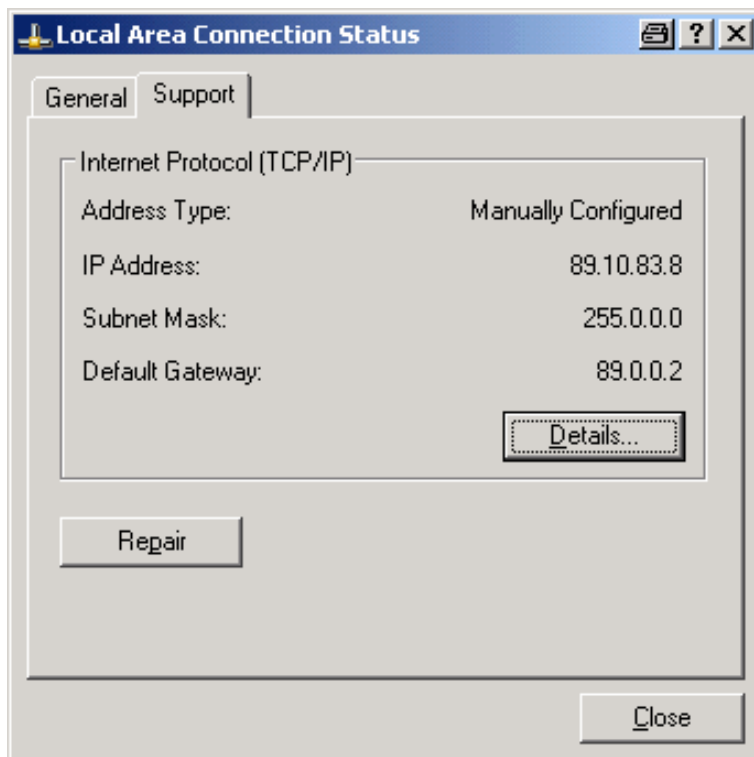 Local Area Connection Status
General Support
Internet Protocol (TCP/IP)
Address Type: Manually Configured
IP Address: 89.10.83.8
Subnet Mask: 255.0.0.0
Default Gateway: 89.0.0.2
Details...
Repair
Close